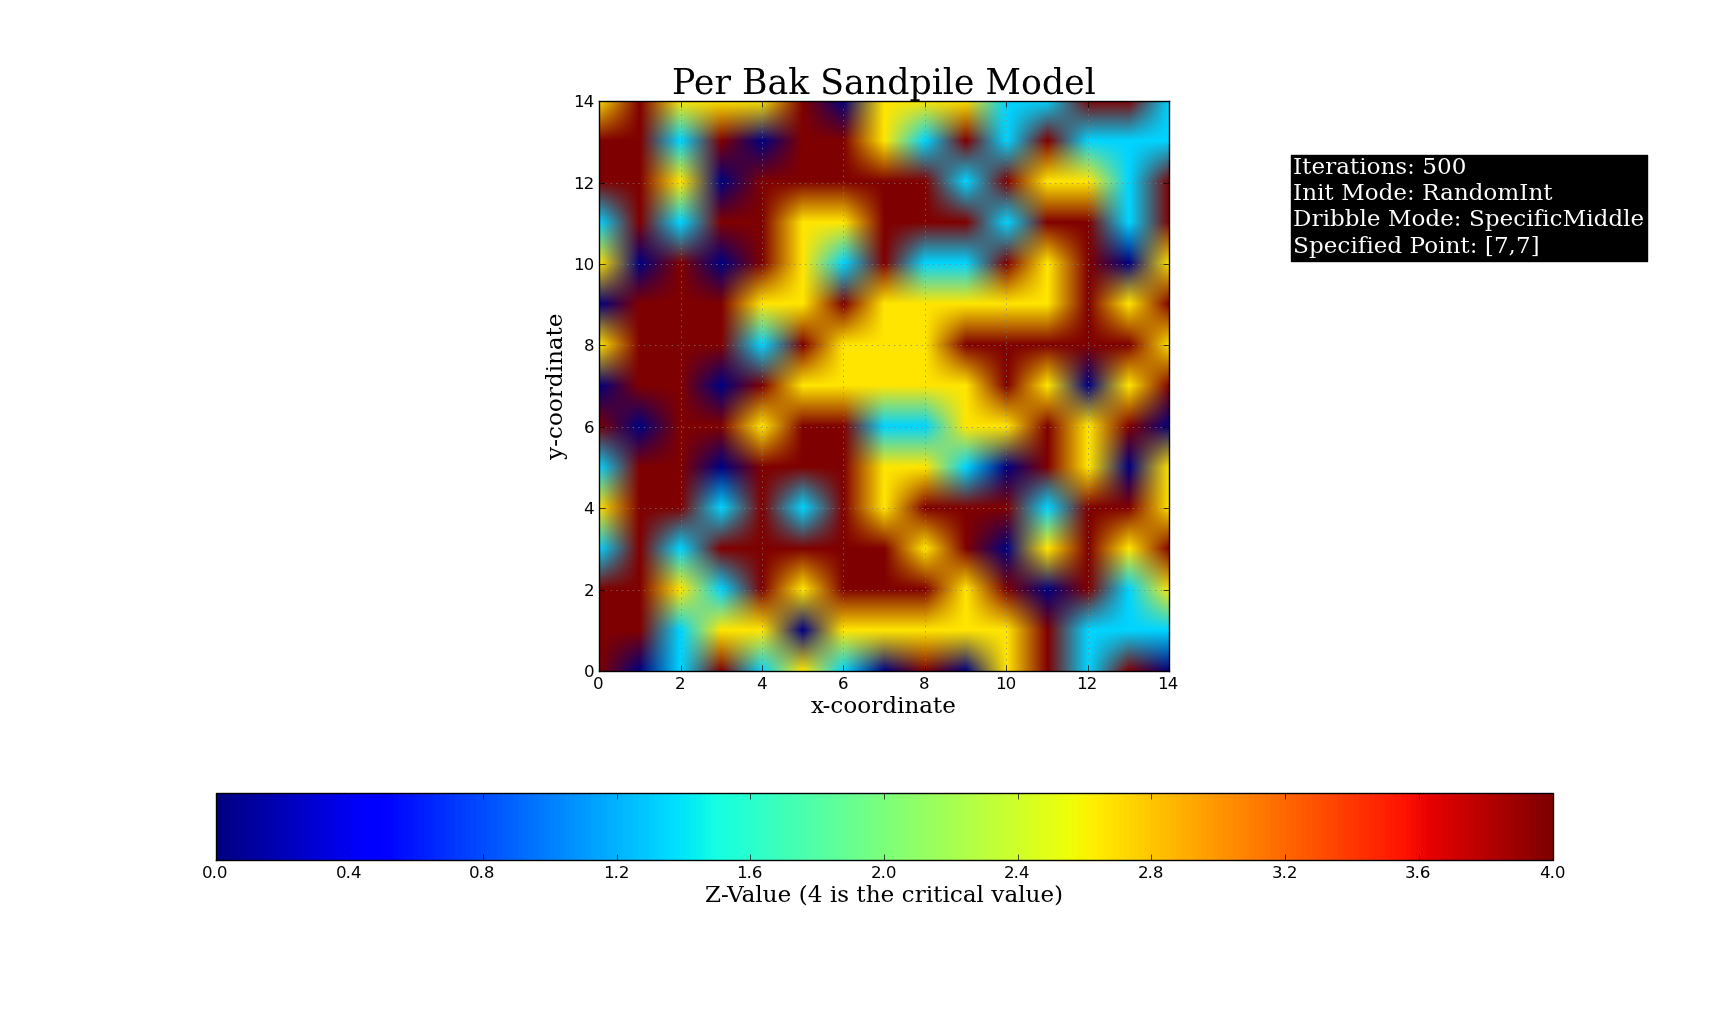 Per Bak Sandpile Model
14
12
10
8
6
4
2
0
y-coordinate
0 2 4 6 8 10 12 14
x-coordinate
Iterations: 500
Init Mode: RandomInt
Dribble Mode: SpecificMiddle
Specified Point: [7,7]
0.0 0.4 0.8 1.2 1.6 2.0 2.4 2.8 3.2 3.6 4.0
Z-Value (4 is the critical value)